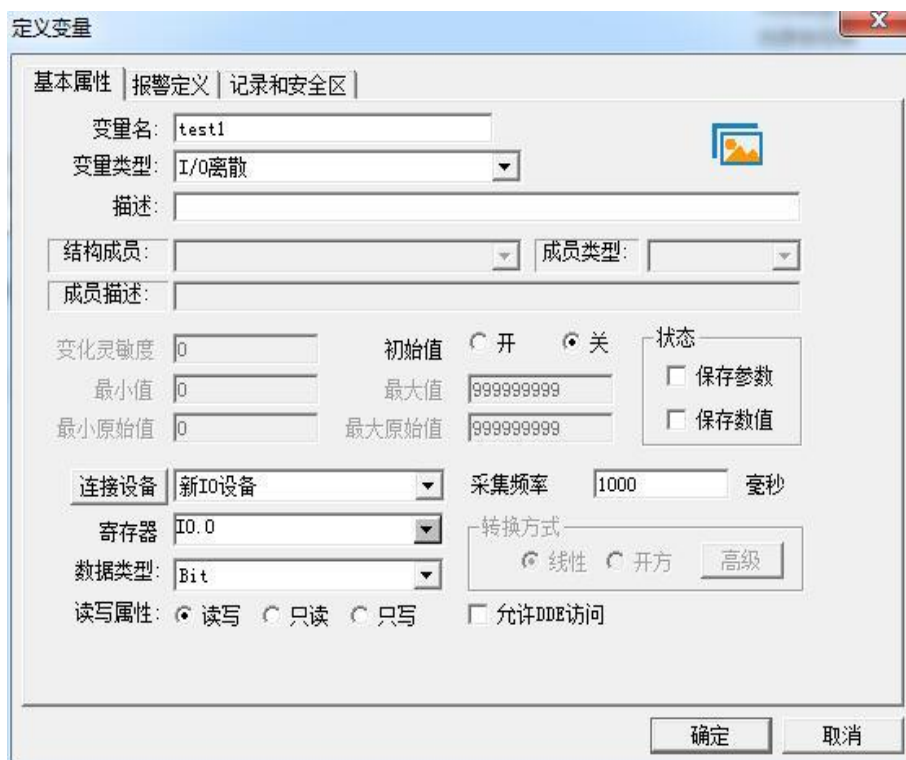 定义变量
X
基本属性 报警定义 记录和安全区
变量名: test1
变量类型: I/O离散
描述:
结构成员: 成员类型:
成员描述:
变化灵敏度 0 初始值 开 关 状态
最小值 0 最大值 999999999 保存参数
最小原始值 0 最大原始值 999999999 保存数值
连接设备 新IO设备 采集频率 1000 毫秒
寄存器 I0.0 转换方式
线性 开方 高级
数据类型: Bit
读写属性: 读写 只读 只写 允许DDE访问
确定 取消